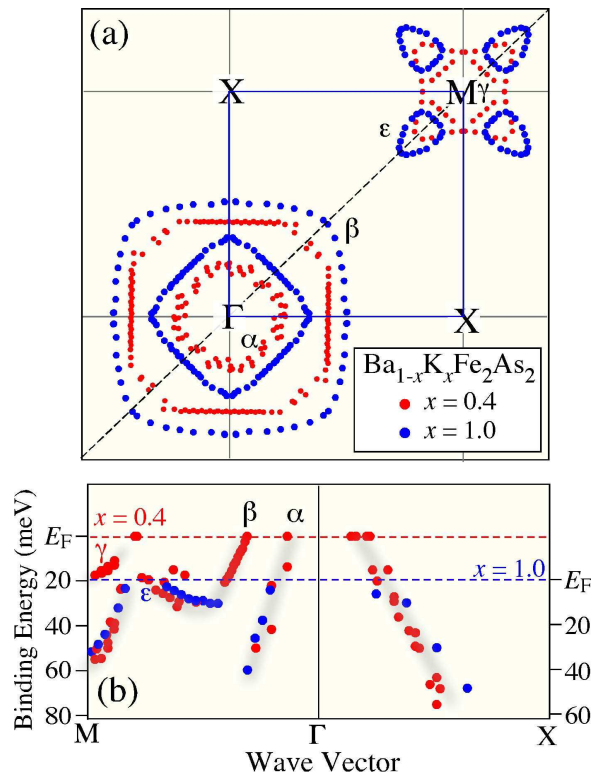 (a)
X
M γ
ε
β
Γ
X
α
Ba1-xKxFe2As2
x = 0.4
x = 1.0
Binding Energy (meV)
x = 0.4
β
α
EF
γ
x = 1.0
20
EF
ε
40
20
60
40
(b)
80
60
M
Γ
X
Wave Vector